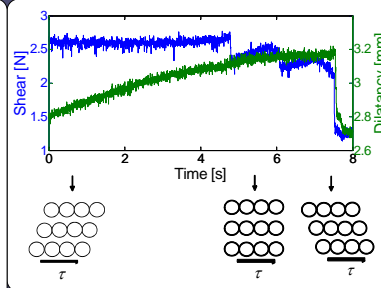 3
2.5
2
1.5
1
Shear [N]
3.2
3
2.8
2.6
Dilatancy [mm]
0 2 4 6 8
Time [s]
τ τ τ